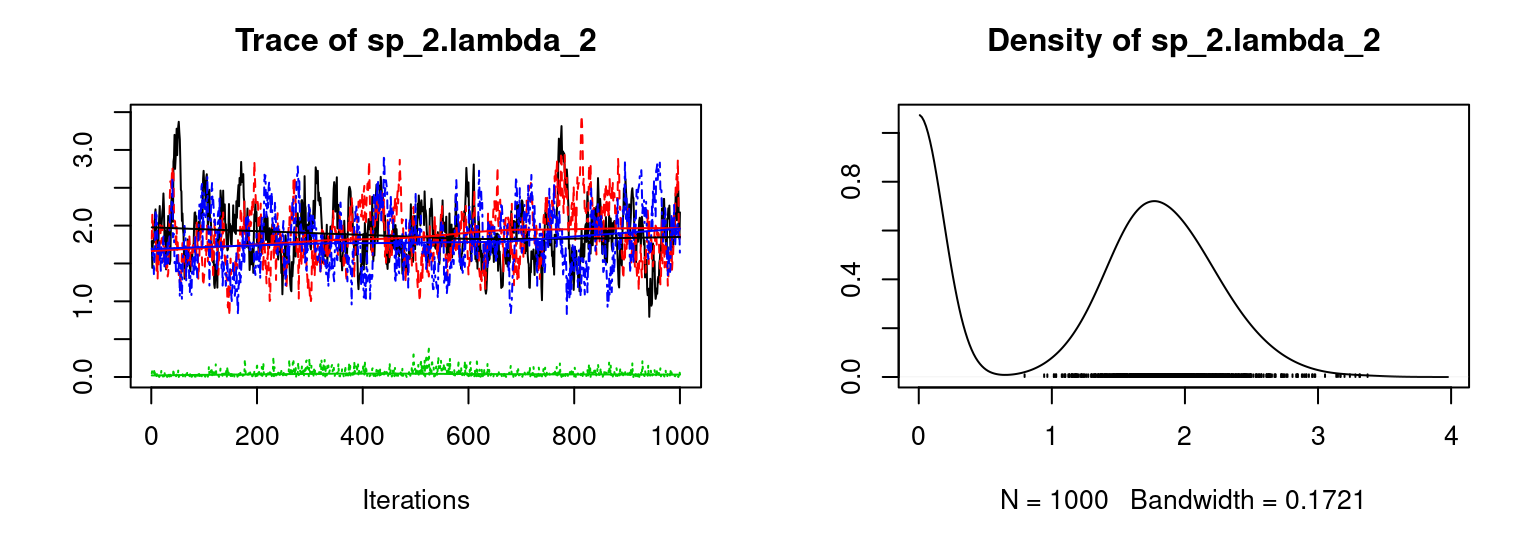 Trace of sp_2.lambda_2
3.0
2.0
1.0
0.0
0 200 400 600 800 1000
Iterations
Density of sp_2.lambda_2
0.8
0.4
0.0
0 1 2 3 4
N = 1000 Bandwidth = 0.1721